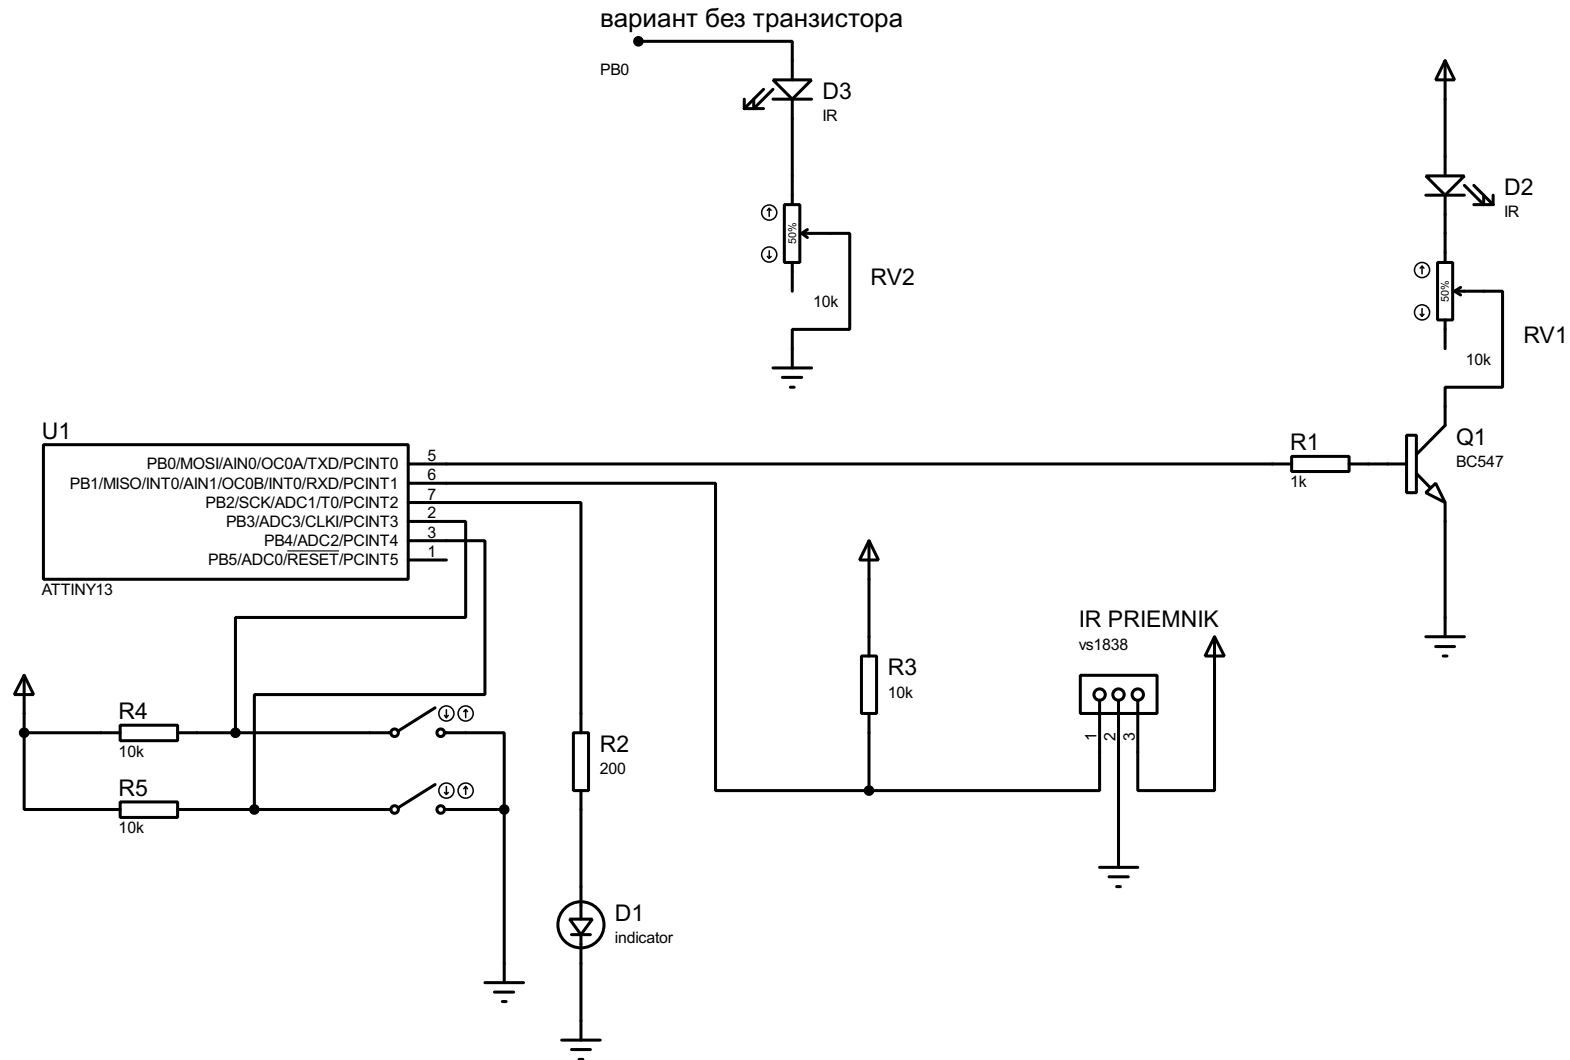 вариант без транзистора
PB0
D3
IR
50%
RV2
10k
D2
IR
50%
RV1
10k
U1
PB0/MOSI/AIN0/OC0A/TXD/PCINT0
5
PB1/MISO/INT0/AIN1/OC0B/INT0/RXD/PCINT1
6
PB2/SCK/ADC1/T0/PCINT2
7
PB3/ADC3/CLKI/PCINT3
2
PB4/ADC2/PCINT4
3
PB5/ADC0/RESET/PCINT5
1
ATTINY13
R1
1k
Q1
BC547
IR PRIEMNIK
vs1838
1
2
3
R3
10k
R4
10k
R5
10k
R2
200
D1
indicator